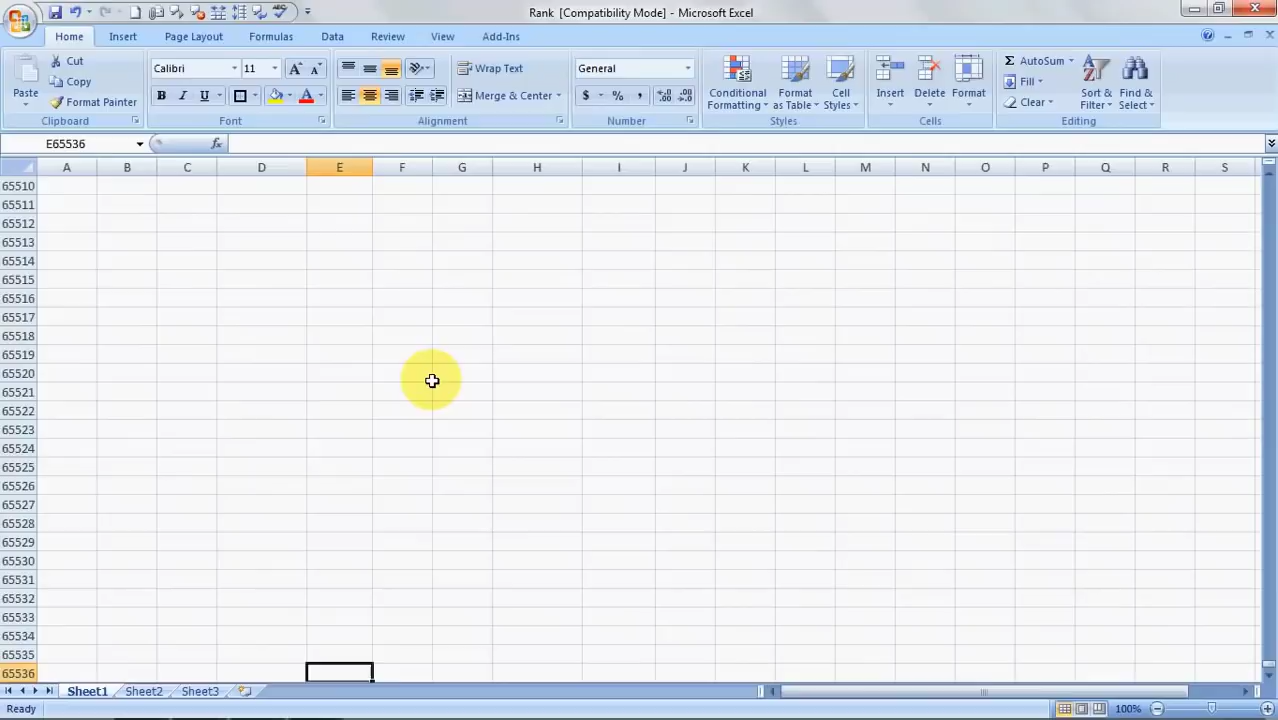 Rank [Compatibility Mode] - Microsoft Excel
Home Insert Page Layout Formulas Data Review View Add-Ins
Paste
Cut
Copy
Format Painter
Clipboard
Calibri 11
B I U A
Font
Wrap Text
Merge & Center
Alignment
General
$ % ,
Number
Conditional Formatting
Format as Table
Cell Styles
Styles
Insert
Delete
Format
Cells
Σ AutoSum
Fill
Clear
Sort & Filter
Find & Select
Editing
E65536 fx
A B C D E F G H I J K L M N O P Q R S
65510
65511
65512
65513
65514
65515
65516
65517
65518
65519
65520
65521
65522
65523
65524
65525
65526
65527
65528
65529
65530
65531
65532
65533
65534
65535
65536
Sheet1 Sheet2 Sheet3
Ready 100%